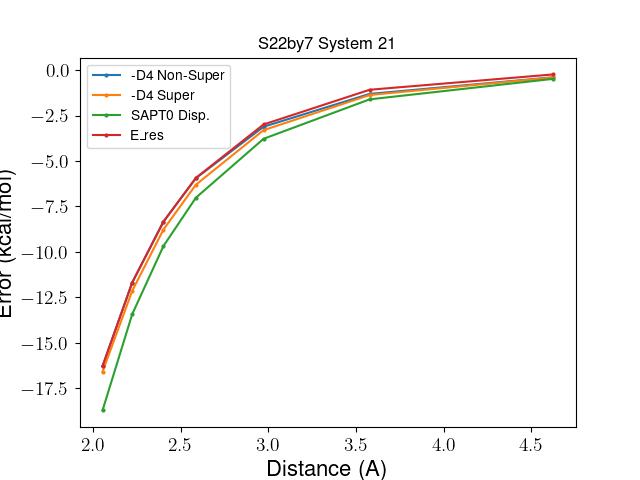 S22by7 System 21
-D4 Non-Super
-D4 Super
SAPT0 Disp.
E_res
0.0
−2.5
−5.0
−7.5
−10.0
−12.5
−15.0
−17.5
Error (kcal/mol)
2.0 2.5 3.0 3.5 4.0 4.5
Distance (A)